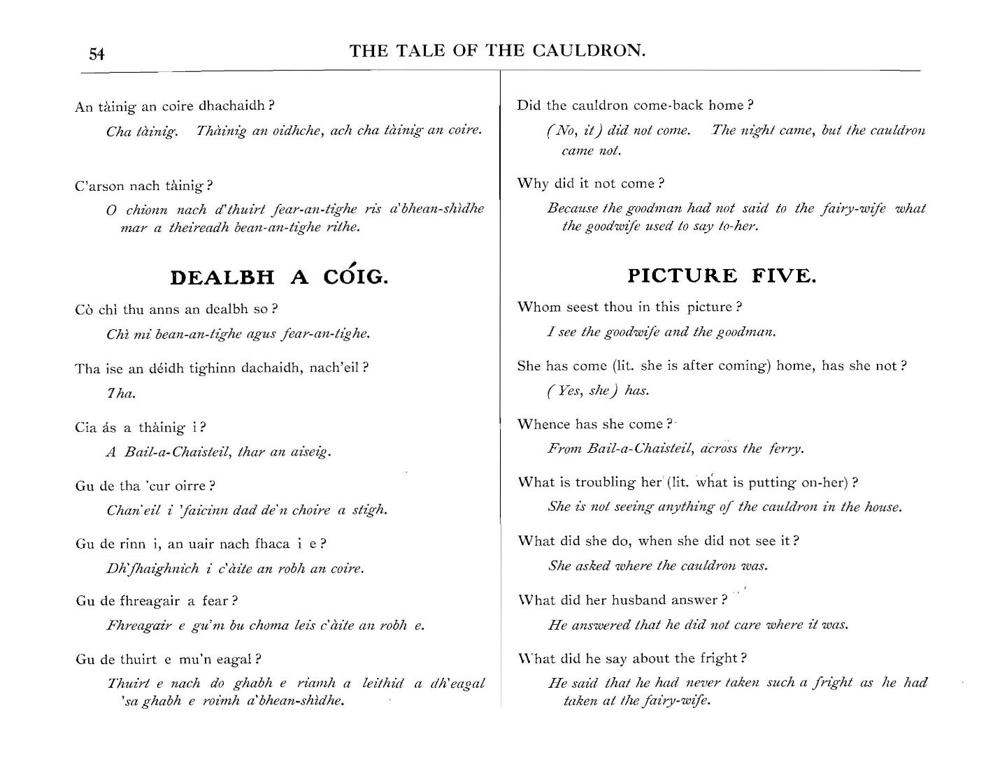 54
THE TALE OF THE CAULDRON.
An tàinig an coire dhachaidh ?
Cha tàinig. Thàinig an oidhche, ach cha tàinig an coire.
C'arson nach tàinig ?
O chionn nach d'thuirt fear-an-tighe ris a'bhean-shìdhe
mar a theireadh bean-an-tighe rithe.
DEALBH A CÓIG.
Cò chì thu anns an dealbh so ?
Chì mi bean-an-tighe agus fear-an-tighe.
Tha ise an déidh tighinn dachaidh, nach'eil ?
Tha.
Cia ás a thàinig i ?
A Bail-a-Chaisteil, thar an aiseig.
Gu de tha 'cur oirre ?
Chan'eil i 'faicinn dad de'n choire a stigh.
Gu de rinn i, an uair nach fhaca i e ?
Dh'fhaighnich i c'àite an robh an coire.
Gu de fhreagair a fear ?
Fhreagair e gu'm bu choma leis c'àite an robh e.
Gu de thuirt e mu'n eagal ?
Thuirt e nach do ghabh e riamh a leithid a dh'eagal
'sa ghabh e roimh a'bhean-shìdhe.
Did the cauldron come-back home ?
(No, it) did not come. The night came, but the cauldron
came not.
Why did it not come ?
Because the goodman had not said to the fairy-wife what
the goodwife used to say to-her.
PICTURE FIVE.
Whom seest thou in this picture ?
I see the goodwife and the goodman.
She has come (lit. she is after coming) home, has she not ?
(Yes, she) has.
Whence has she come ?
From Bail-a-Chaisteil, across the ferry.
What is troubling her (lit. what is putting on-her) ?
She is not seeing anything of the cauldron in the house.
What did she do, when she did not see it ?
She asked where the cauldron was.
What did her husband answer ?
He answered that he did not care where it was.
What did he say about the fright ?
He said that he had never taken such a fright as he had
taken at the fairy-wife.